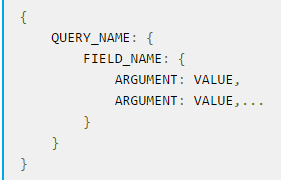 {
    QUERY_NAME: {
        FIELD_NAME: {
            ARGUMENT: VALUE,
            ARGUMENT: VALUE,...
        }
    }
}